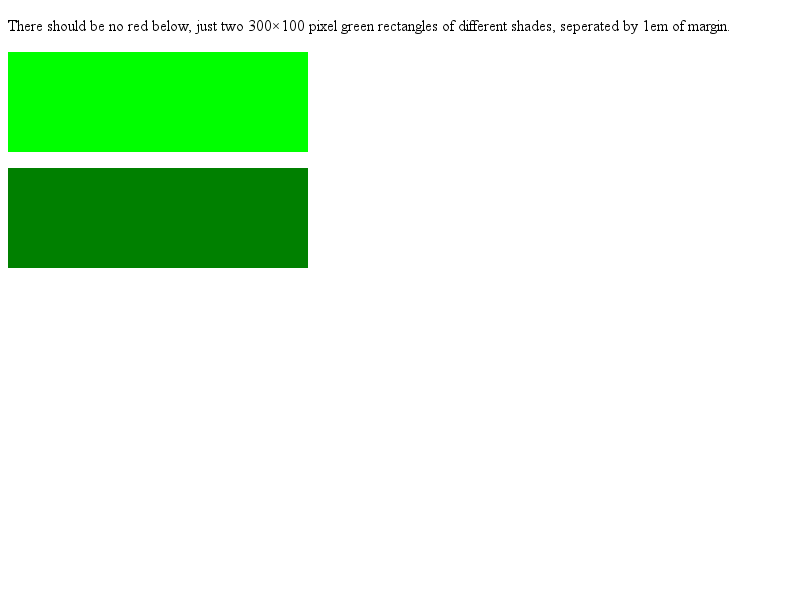 There should be no red below, just two 300×100 pixel green rectangles of different shades, seperated by 1em of margin.